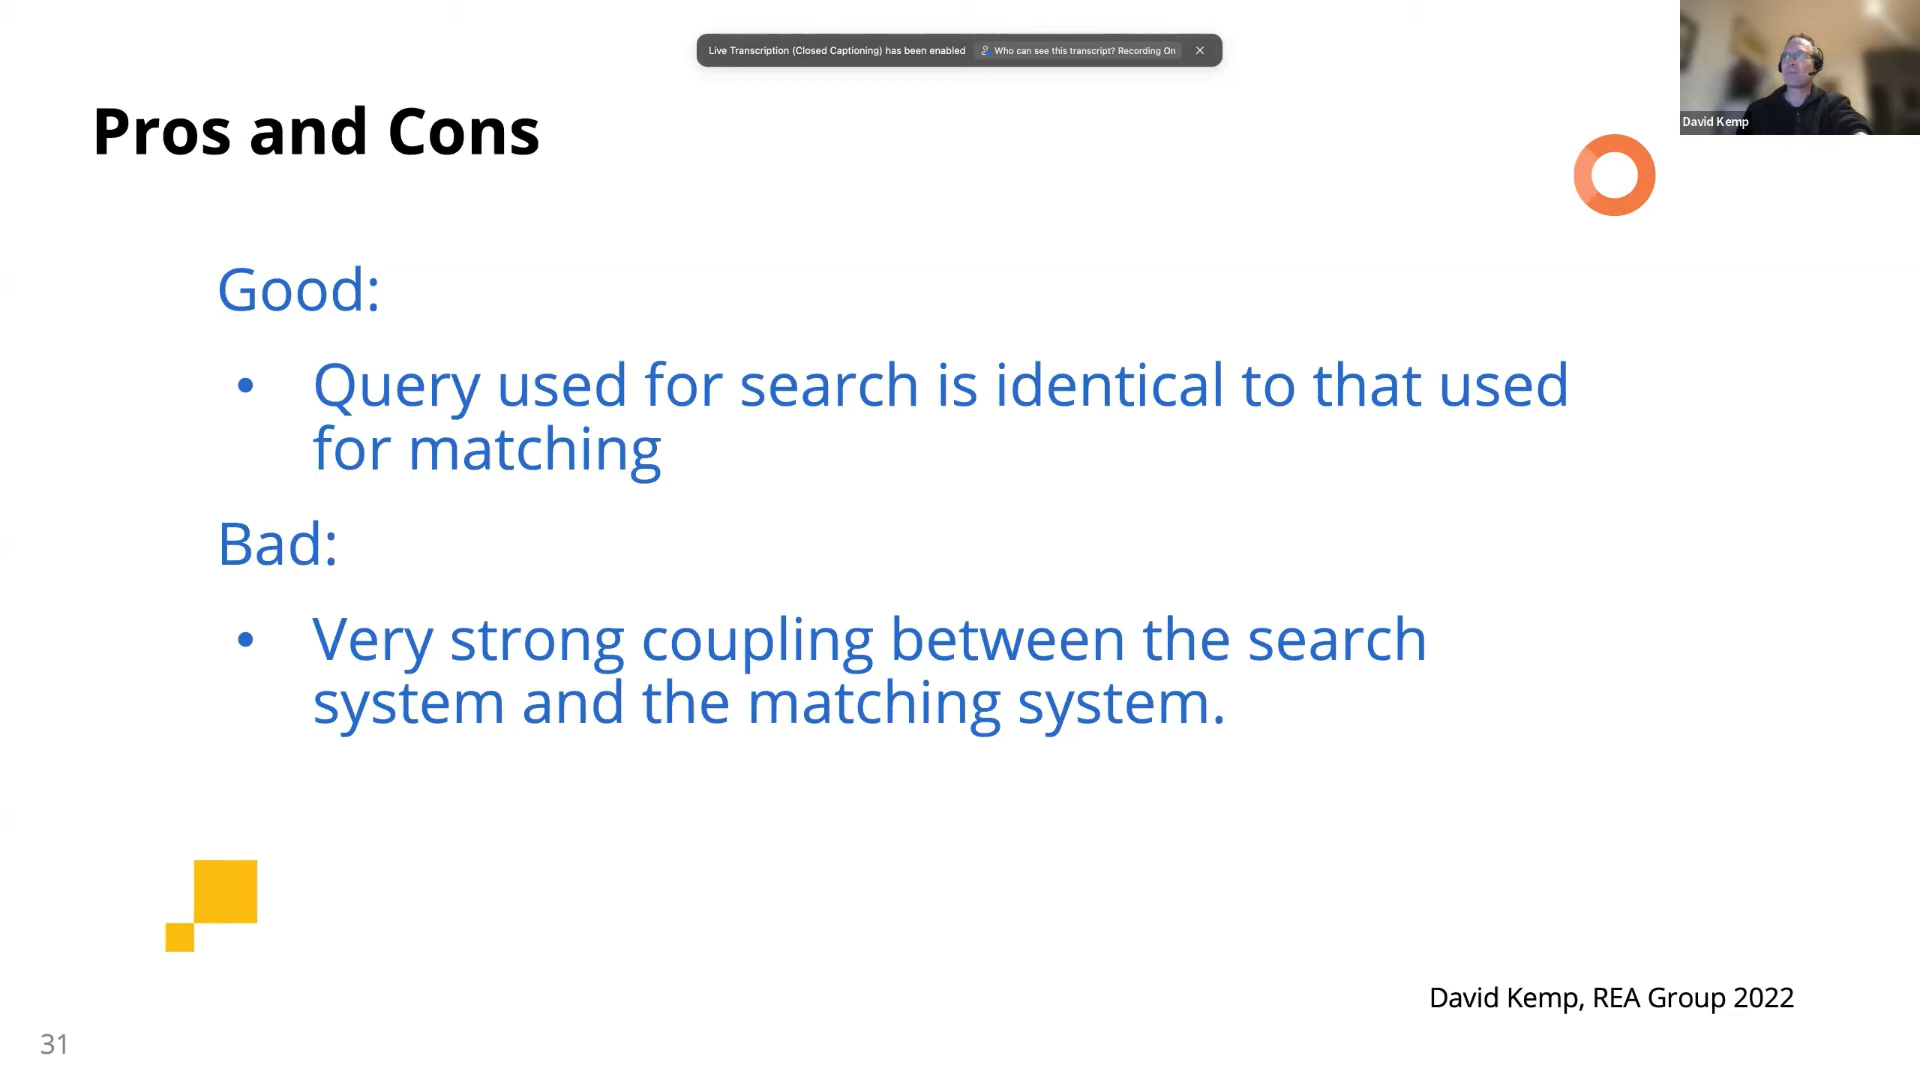 Live Transcription (Closed Captioning) has been enabled Who can see this transcript? Recording On
David Kemp
Pros and Cons
Good:
• Query used for search is identical to that used
for matching
Bad:
• Very strong coupling between the search
system and the matching system.
David Kemp, REA Group 2022
31